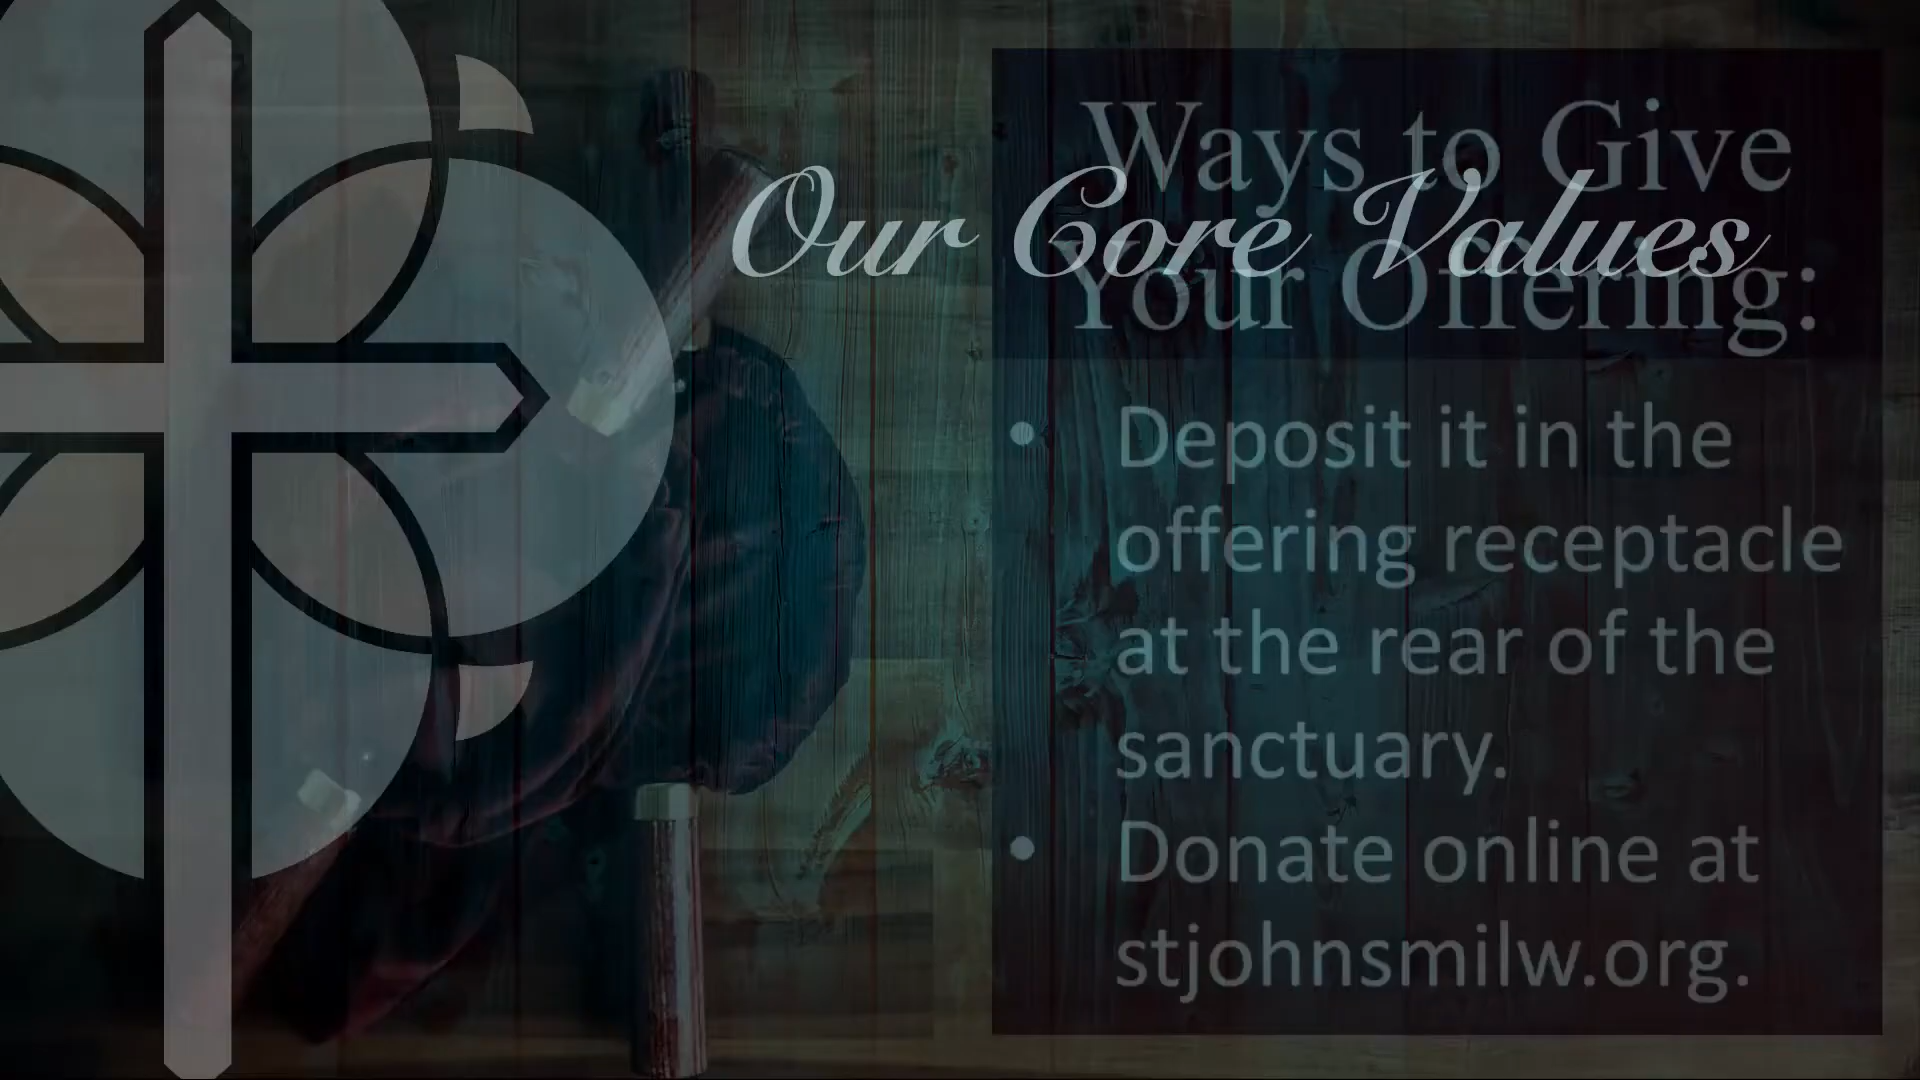 Ways to Give
Our Core Values
Your Offering:
• Deposit it in the
offering receptacle
at the rear of the
sanctuary.
• Donate online at
stjohnsmilw.org.